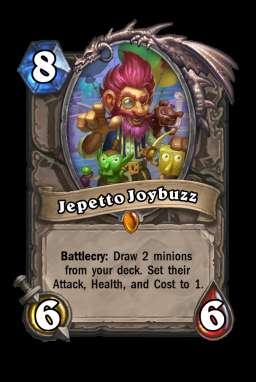 8
Jepetto Joybuzz
Battlecry: Draw 2 minions
from your deck. Set their
Attack, Health, and Cost to 1.
6
6